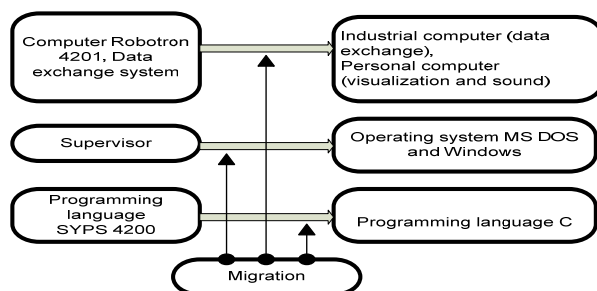 Computer Robotron
4201, Data
exchange system
Industrial computer (data
exchange),
Personal computer
(visualization and sound)
Supervisor
Operating system MS DOS
and Windows
Programming
language
SYPS 4200
Programming language C
Migration